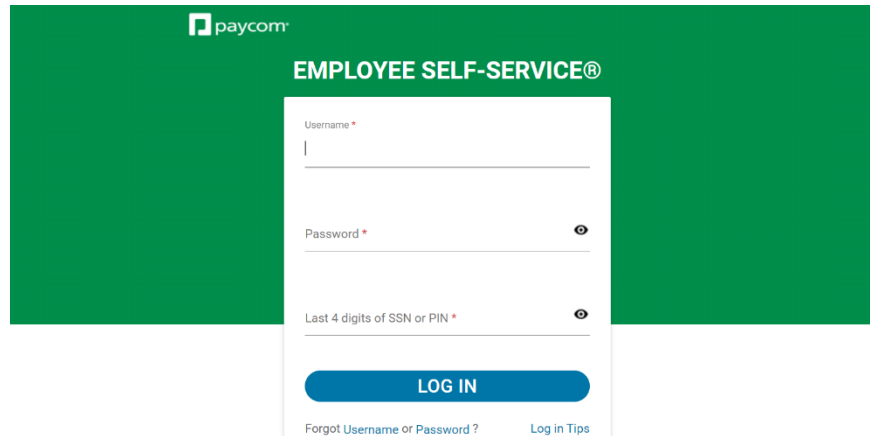 paycom
EMPLOYEE SELF-SERVICE®
Username *
Password *
Last 4 digits of SSN or PIN *
LOG IN
Forgot Username or Password ? Log in Tips